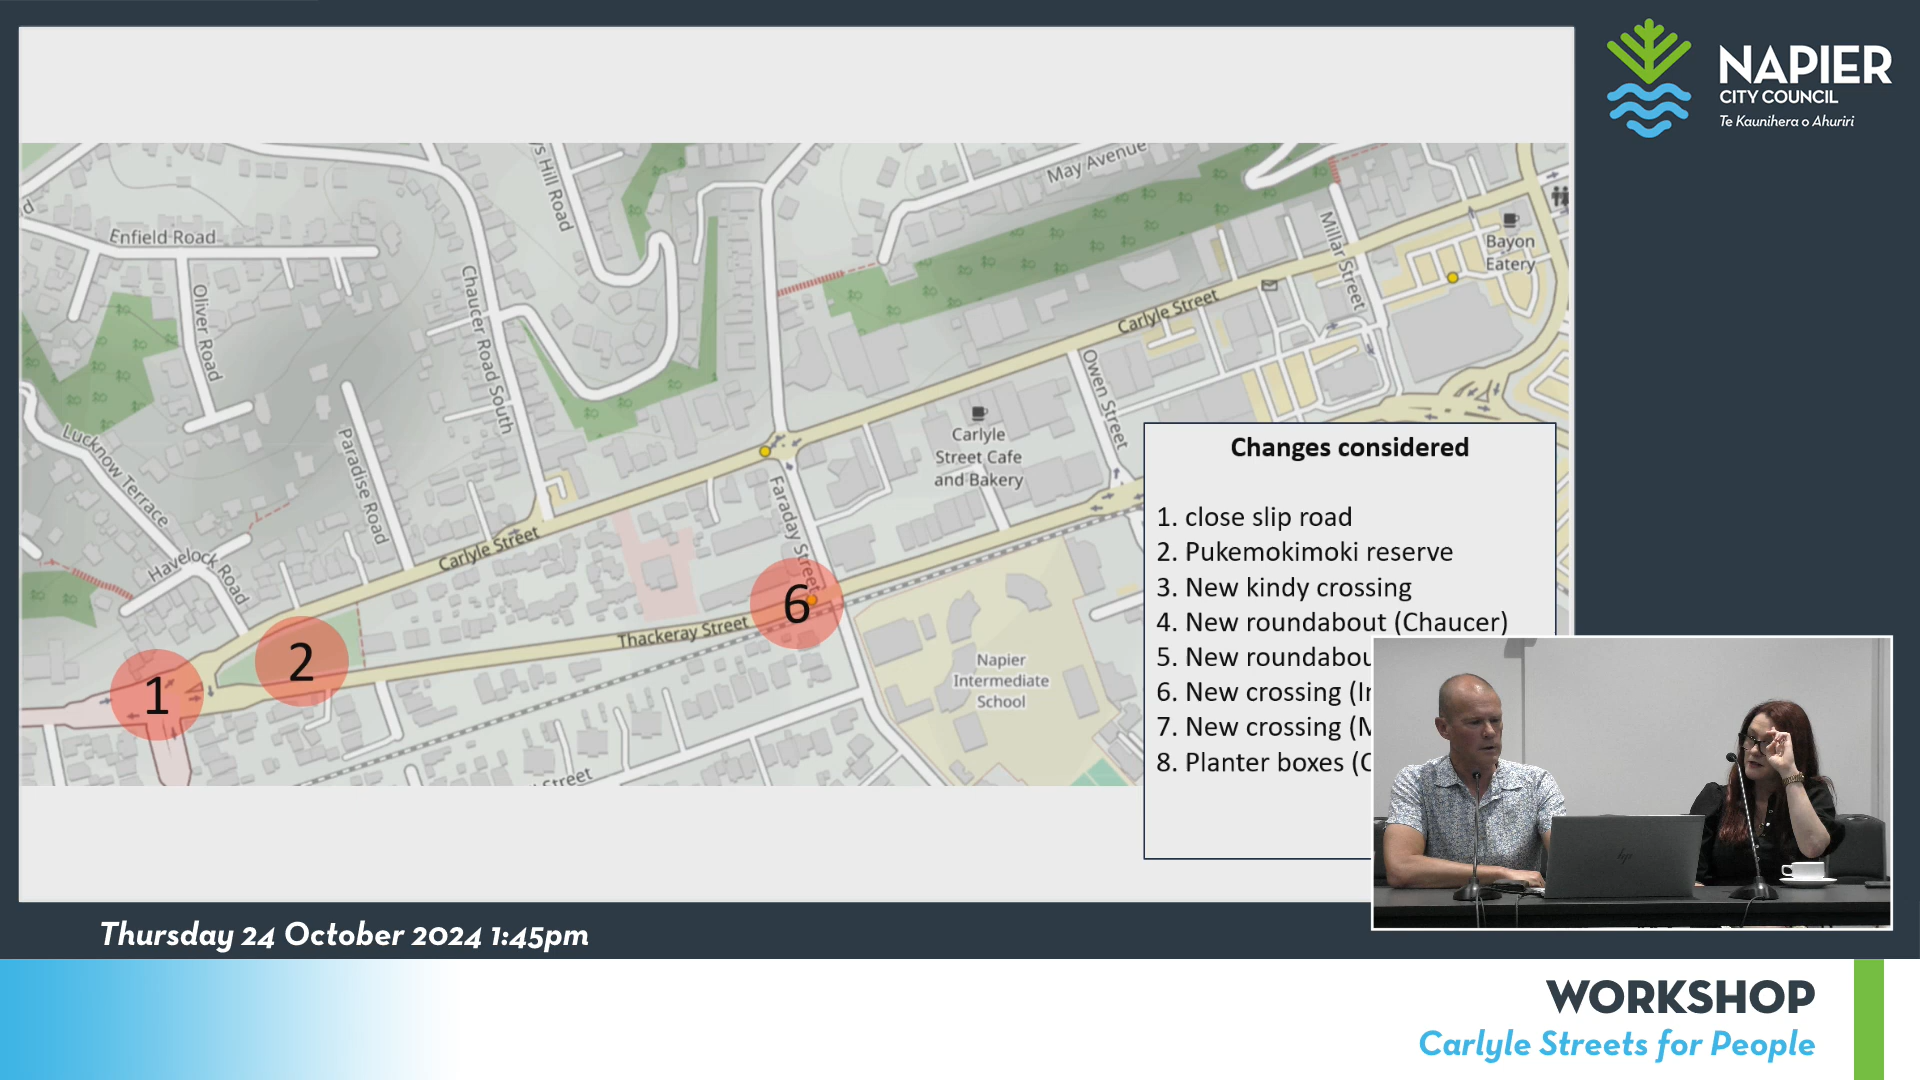 NAPIER
CITY COUNCIL
Te Kaunihera o Ahuriri
May Avenue
Hill Road
Enfield Road
Oliver Road
Chaucer Road South
Millar Street
Bayon
Eatery
Carlyle Street
Owen Street
Carlyle
Street Cafe
and Bakery
Lucknow Terrace
Paradise Road
Havelock Road
Carlyle Street
Faraday Street
Thackeray Street
Napier
Intermediate
School
Street
1
2
6
Changes considered
1. close slip road
2. Pukemokimoki reserve
3. New kindy crossing
4. New roundabout (Chaucer)
5. New
6. New crossing
7. New crossing
8. Planter boxes
hp
Thursday 24 October 2024 1:45pm
WORKSHOP
Carlyle Streets for People